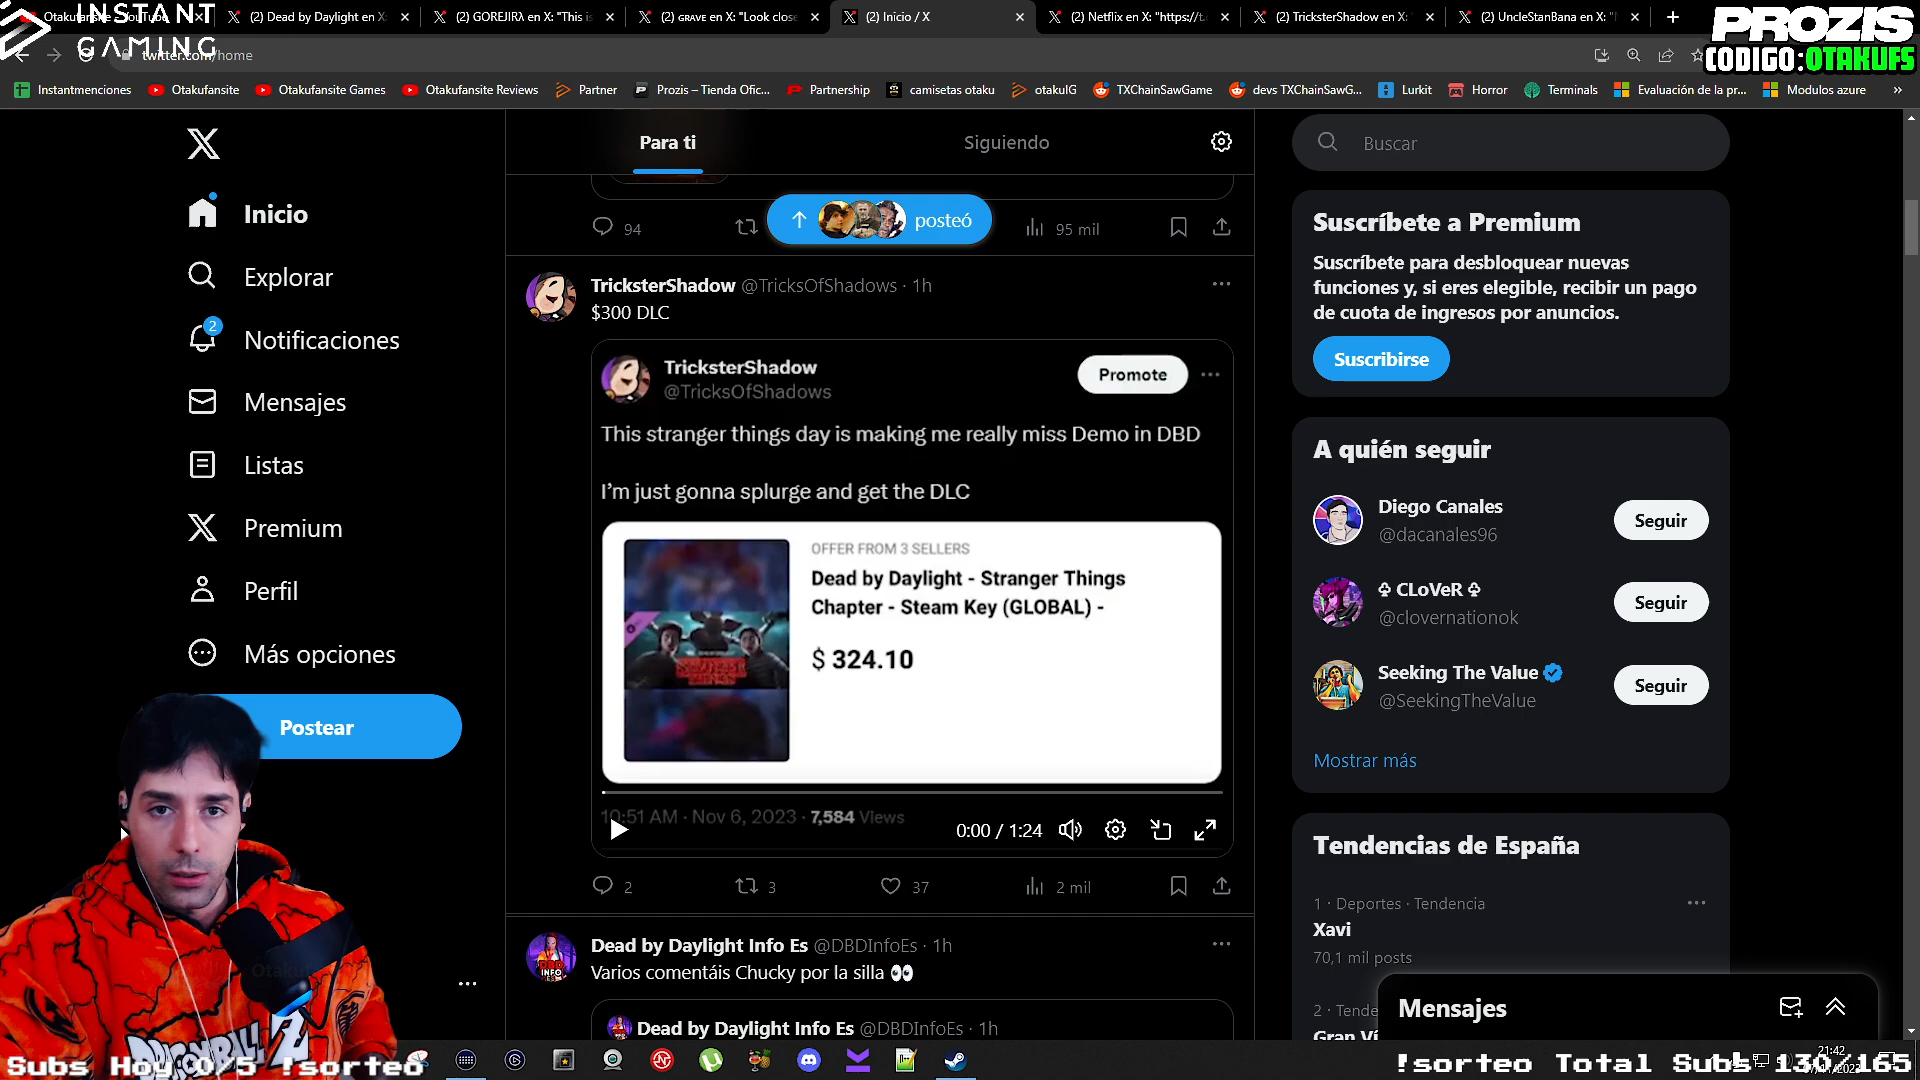 INSTANT
GAMING
PROZIS
CODIGO:OTAKUFS
(2) Dead by Daylight en X
(2) GOREJIRλ en X: "This is
(2) ɢʀᴀᴠᴇ en X: "Look close
(2) Inicio / X
(2) Netflix en X: "https://t.
(2) TricksterShadow en X:
(2) UncleStanBana en X: "
twitter.com/home
Instantmenciones
Otakufansite
Otakufansite Games
Otakufansite Reviews
Partner
Prozis – Tienda Ofic...
Partnership
camisetas otaku
otakuIG
TXChainSawGame
devs TXChainSawG...
Lurkit
Horror
Terminals
Evaluación de la pr...
Modulos azure
Inicio
Explorar
2
Notificaciones
Mensajes
Listas
Premium
Perfil
Más opciones
Postear
Para ti
Siguiendo
94
posteó
95 mil
TricksterShadow @TricksOfShadows · 1h
$300 DLC
TricksterShadow
@TricksOfShadows
Promote
This stranger things day is making me really miss Demo in DBD
I'm just gonna splurge and get the DLC
OFFER FROM 3 SELLERS
Dead by Daylight - Stranger Things
Chapter - Steam Key (GLOBAL) -
$ 324.10
10:51 AM · Nov 6, 2023 · 7,584 Views
0:00 / 1:24
2
3
37
2 mil
Dead by Daylight Info Es @DBDInfoEs · 1h
Varios comentáis Chucky por la silla 👀
Dead by Daylight Info Es @DBDInfoEs · 1h
Buscar
Suscríbete a Premium
Suscríbete para desbloquear nuevas
funciones y, si eres elegible, recibir un pago
de cuota de ingresos por anuncios.
Suscribirse
A quién seguir
Diego Canales
@dacanales96
Seguir
♧ CLoVeR ♧
@clovernationok
Seguir
Seeking The Value
@SeekingTheValue
Seguir
Mostrar más
Tendencias de España
1 · Deportes · Tendencia
Xavi
70,1 mil posts
2 · Tende
Gran Ví
Mensajes
Subs Hoy 0/5 !sorteo
!sorteo Total Subs 130/165
21:42